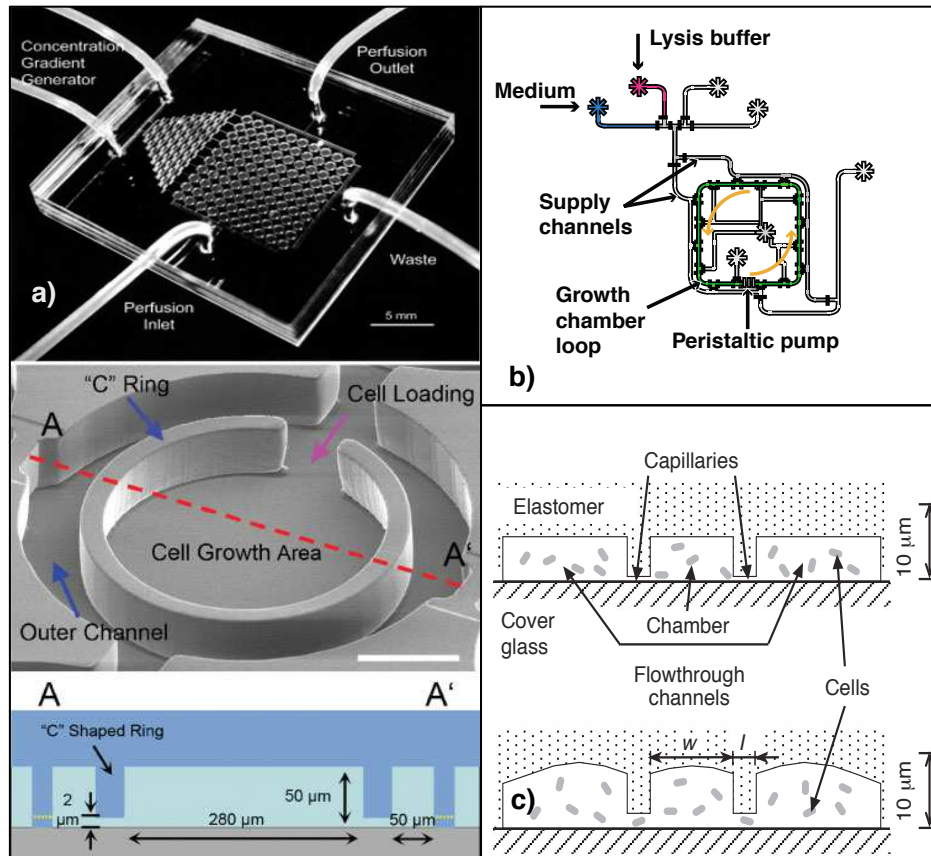 Concentration
Gradient
Generator
Perfusion
Outlet
a)
Waste
Perfusion
Inlet
5 mm
"C" Ring
Cell Loading
A
Cell Growth Area
A'
Outer Channel
A
A'
"C" Shaped Ring
2
µm
50 µm
280 µm
50 µm
Lysis buffer
Medium
Supply
channels
Growth
chamber
loop
Peristaltic pump
b)
Capillaries
Elastomer
10 µm
Cover
glass
Chamber
Flowthrough
channels
Cells
w
l
c)
10 µm